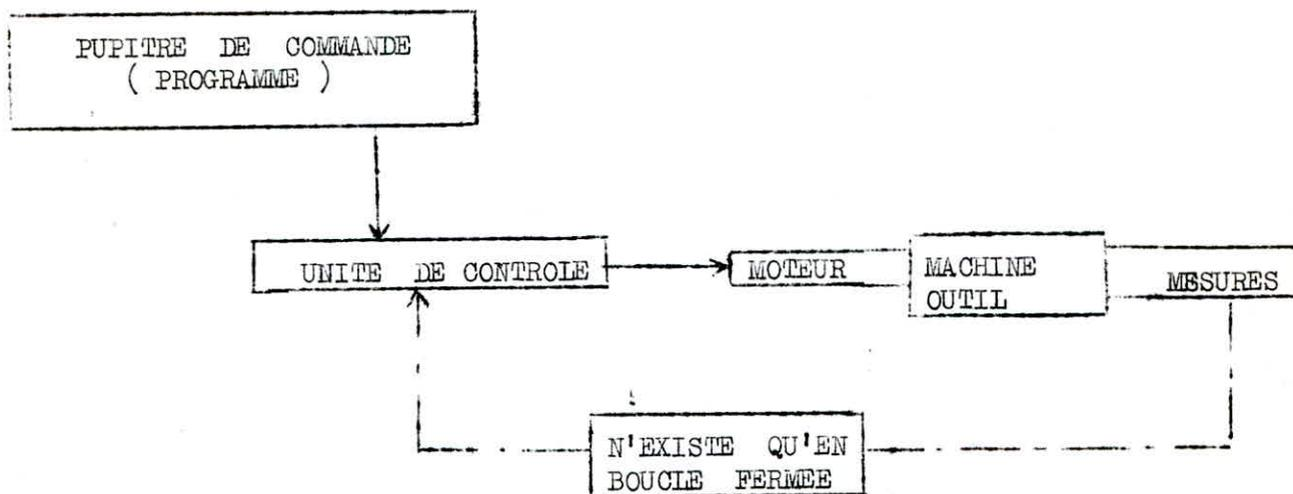 PUPITRE DE COMMANDE
( PROGRAMME )
UNITE DE CONTROLE
MOTEUR
MACHINE
OUTIL
MESURES
N'EXISTE QU'EN
BOUCLE FERMEE